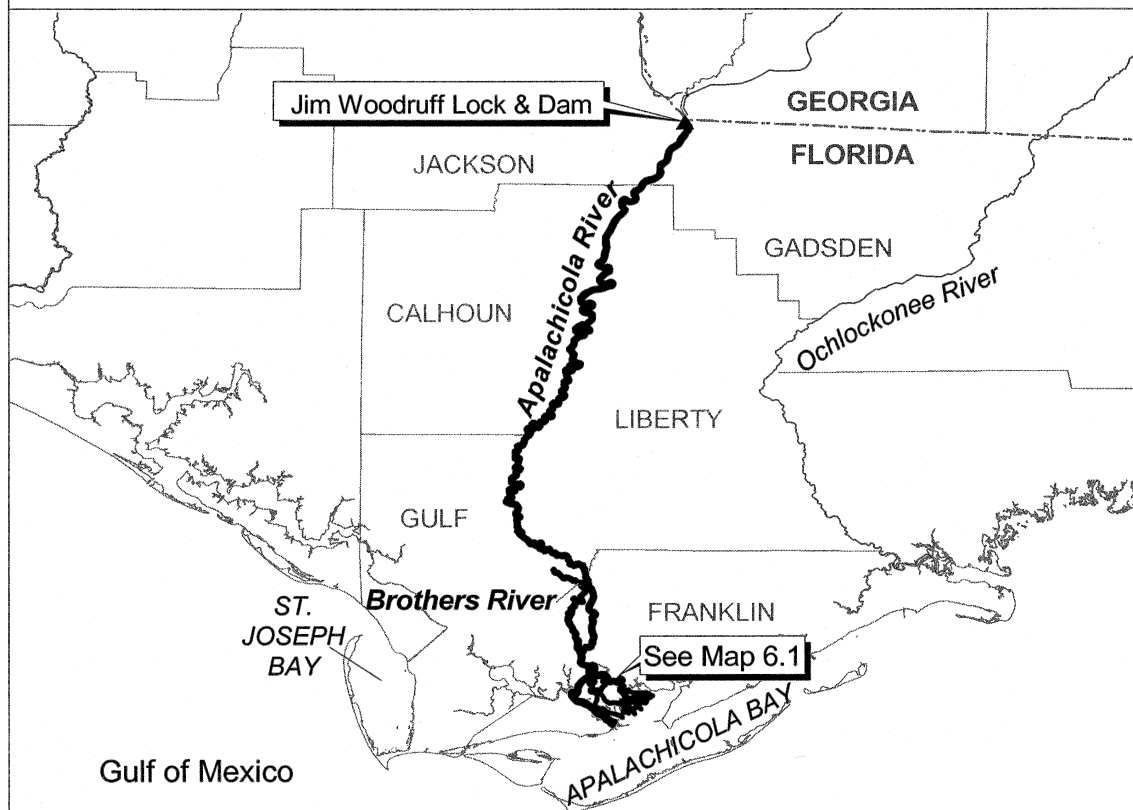 Jim Woodruff Lock & Dam
GEORGIA
FLORIDA
JACKSON
Apalachicola River
GADSDEN
Ochlockonee River
CALHOUN
LIBERTY
GULF
Brothers River
FRANKLIN
ST.
JOSEPH
BAY
See Map 6.1
APALACHICOLA BAY
Gulf of Mexico